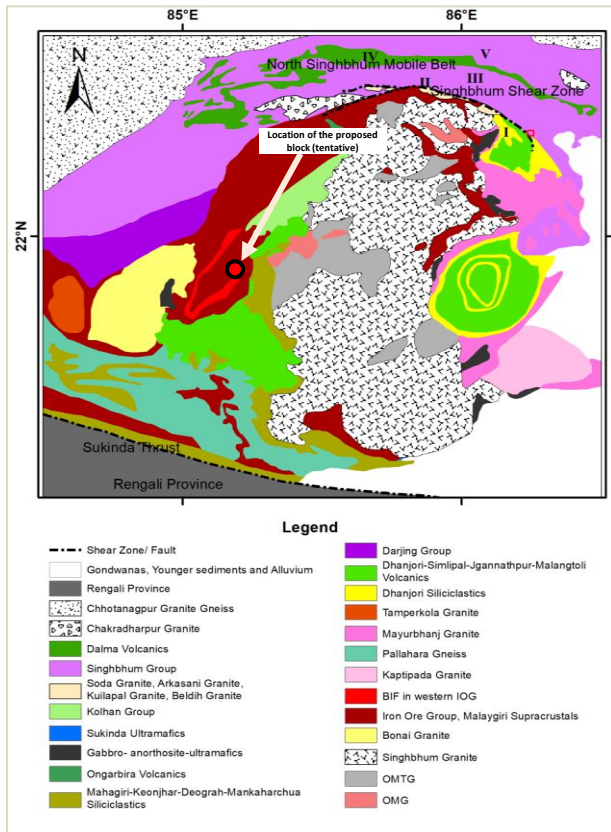 85°E
86°E
N
IV
V
North Singhbhum Mobile Belt
II
III
Singhbhum Shear Zone
Location of the proposed
block (tentative)
I
22°N
Sukinda Thrust
Rengali Province
Legend
Shear Zone/ Fault
Gondwanas, Younger sediments and Alluvium
Rengali Province
Chhotanagpur Granite Gneiss
Chakradharpur Granite
Dalma Volcanics
Singhbhum Group
Soda Granite, Arkasani Granite,
Kuilapal Granite, Beldih Granite
Kolhan Group
Sukinda Ultramafics
Gabbro- anorthosite-ultramafics
Ongarbira Volcanics
Mahagiri-Keonjhar-Deograh-Mankaharchua
Siliciclastics
Darjing Group
Dhanjori-Simlipal-Jgannathpur-Malangtoli
Volcanics
Dhanjori Siliciclastics
Tamperkola Granite
Mayurbhanj Granite
Pallahara Gneiss
Kaptipada Granite
BIF in western IOG
Iron Ore Group, Malaygiri Supracrustals
Bonai Granite
Singhbhum Granite
OMTG
OMG